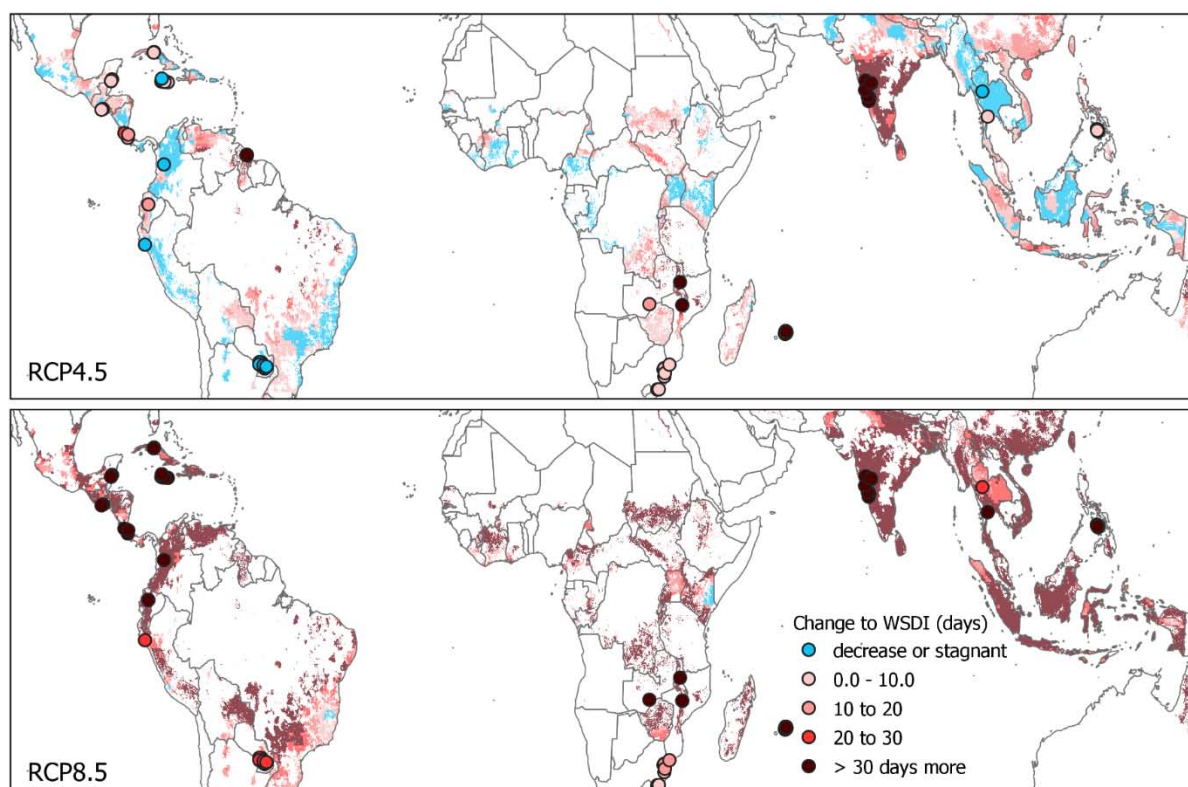 RCP4.5
RCP8.5
Change to WSDI (days)
decrease or stagnant
0.0 - 10.0
10 to 20
20 to 30
> 30 days more